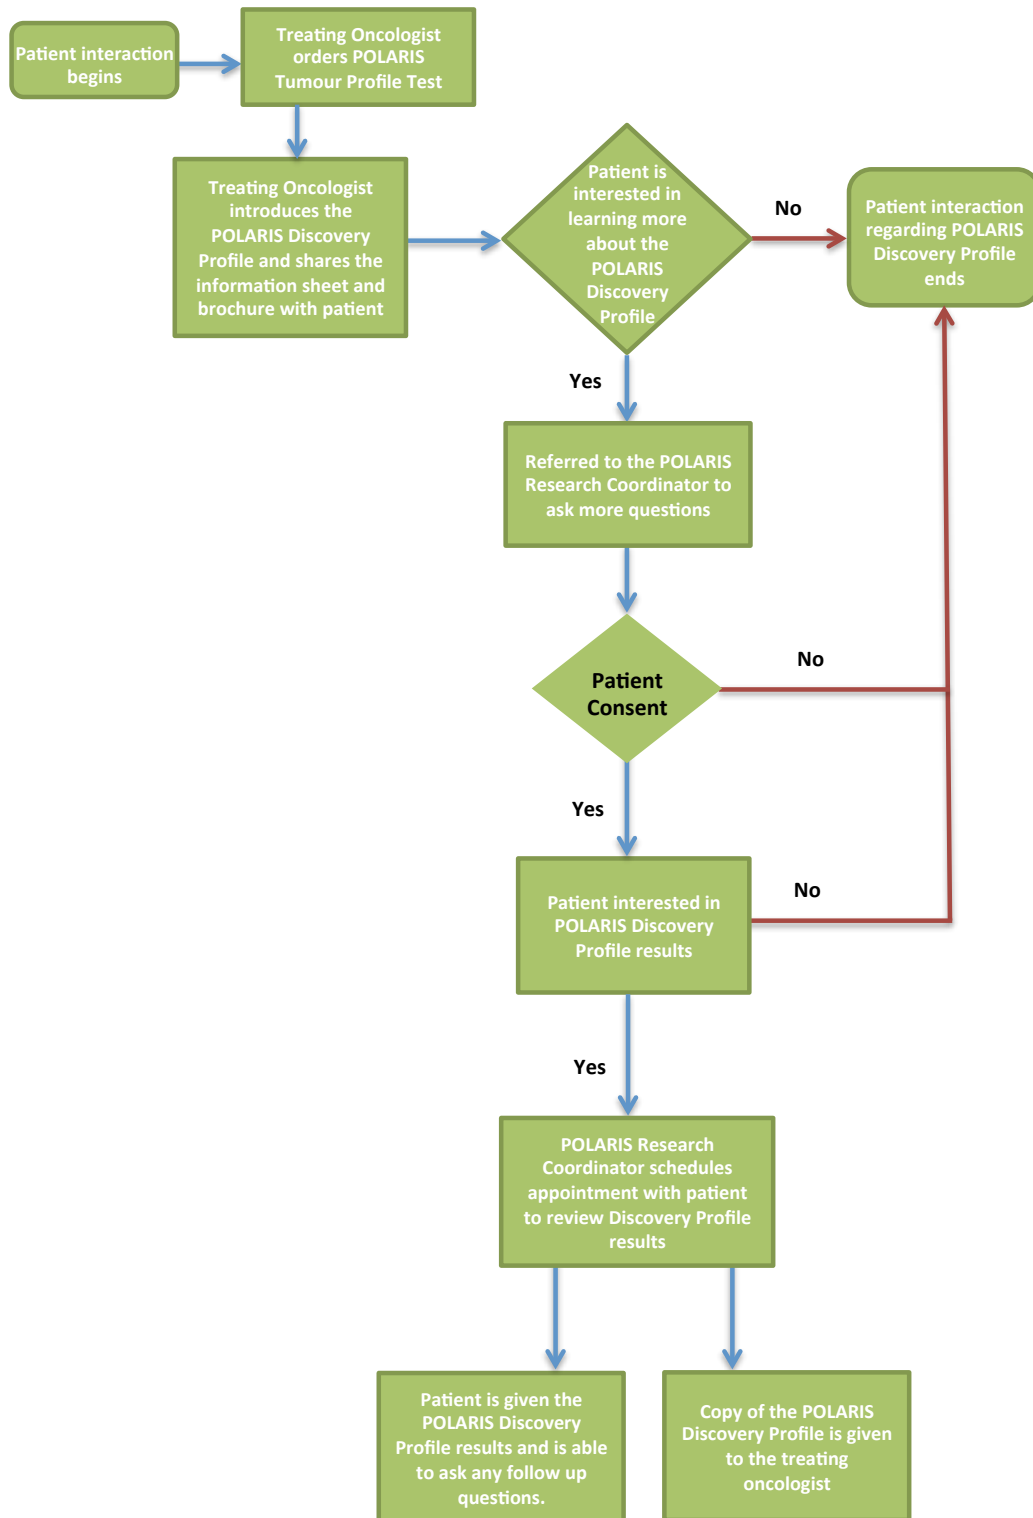 Patient interaction
begins
Treating Oncologist
orders POLARIS
Tumour Profile Test
Treating Oncologist
introduces the
POLARIS Discovery
Profile and shares the
information sheet and
brochure with patient
Patient is
interested in
learning more
about the
POLARIS
Discovery
Profile
No
Patient interaction
regarding POLARIS
Discovery Profile
ends
Yes
Referred to the POLARIS
Research Coordinator to
ask more questions
Patient
Consent
No
Yes
Patient interested in
POLARIS Discovery
Profile results
No
Yes
POLARIS Research
Coordinator schedules
appointment with patient
to review Discovery Profile
results
Patient is given the
POLARIS Discovery
Profile results and is able
to ask any follow up
questions.
Copy of the POLARIS
Discovery Profile is given
to the treating
oncologist